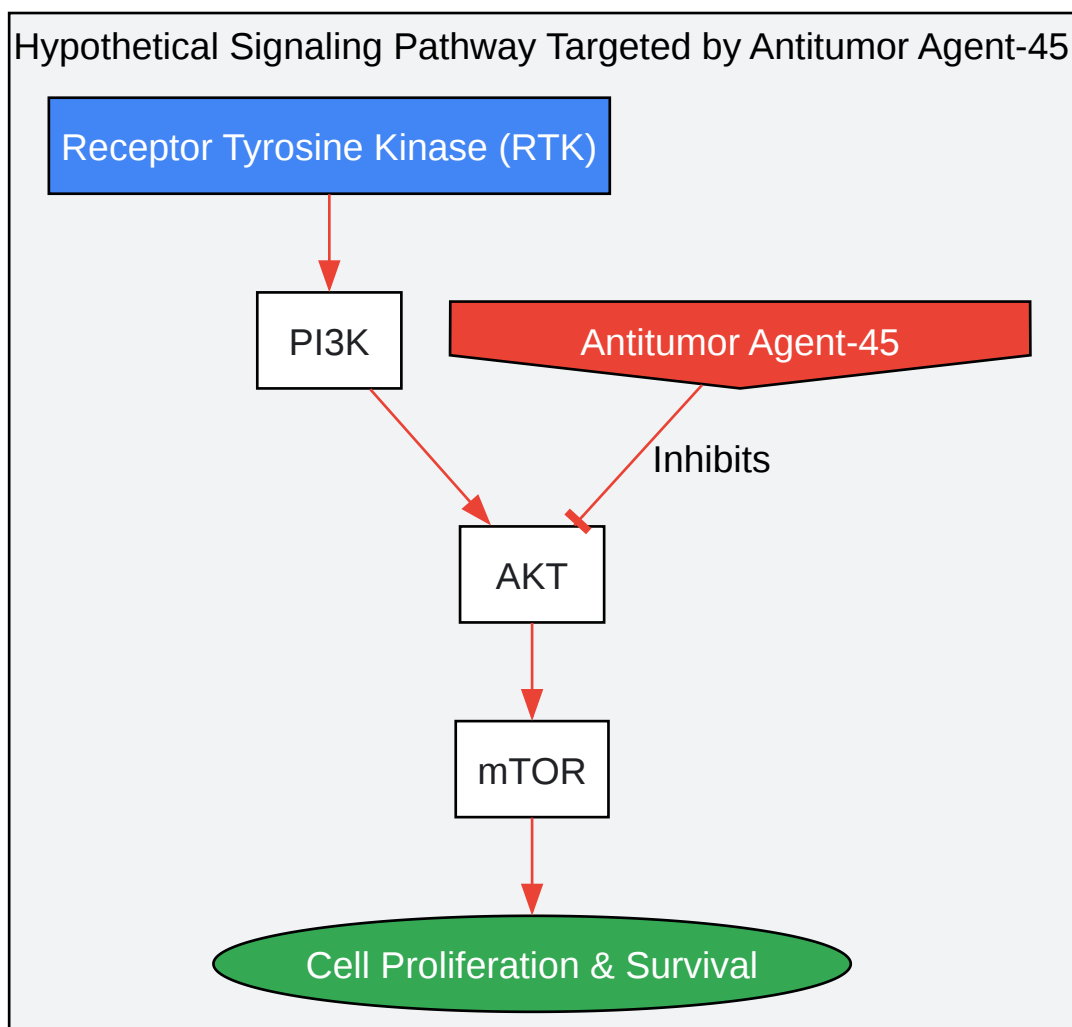 Hypothetical Signaling Pathway Targeted by Antitumor Agent-45
Receptor Tyrosine Kinase (RTK)
PI3K
Antitumor Agent-45
Inhibits
AKT
mTOR
Cell Proliferation & Survival